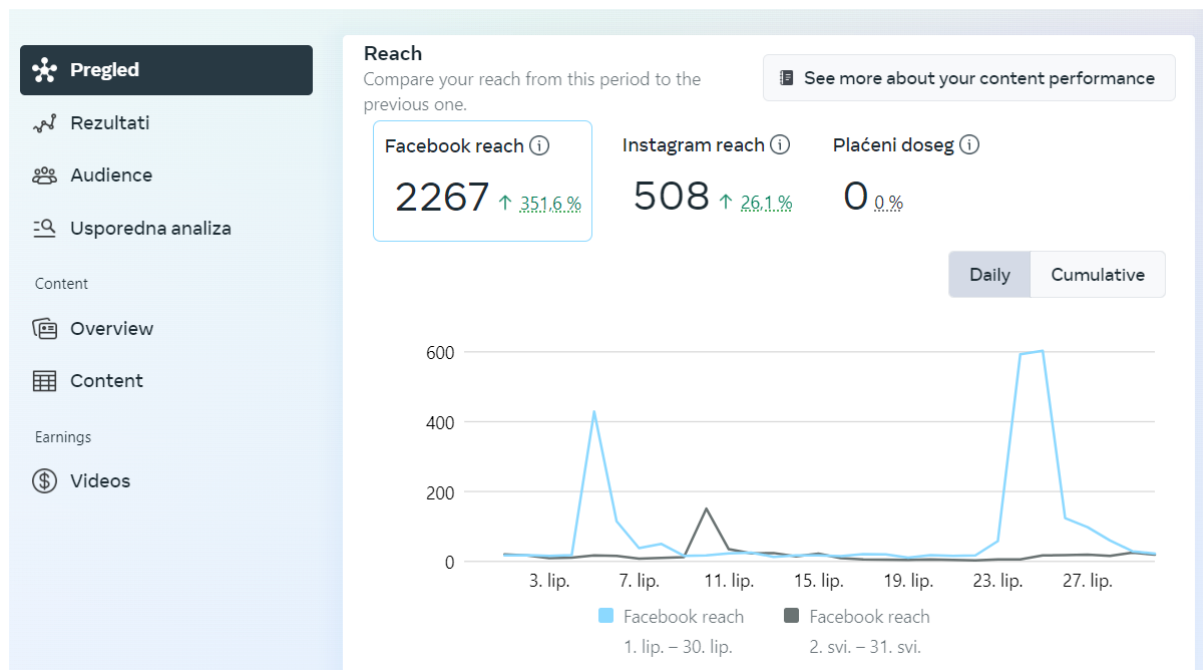 Pregled
Rezultati
Audience
Usporedna analiza
Content
Overview
Content
Earnings
Videos
Reach
Compare your reach from this period to the
previous one.
See more about your content performance
Facebook reach
2267 ↑ 351,6 %
Instagram reach
508 ↑ 26,1 %
Plaćeni doseg
0 0 %
Daily Cumulative
600
400
200
0
3. lip. 7. lip. 11. lip. 15. lip. 19. lip. 23. lip. 27. lip.
Facebook reach
1. lip. – 30. lip.
Facebook reach
2. svi. – 31. svi.